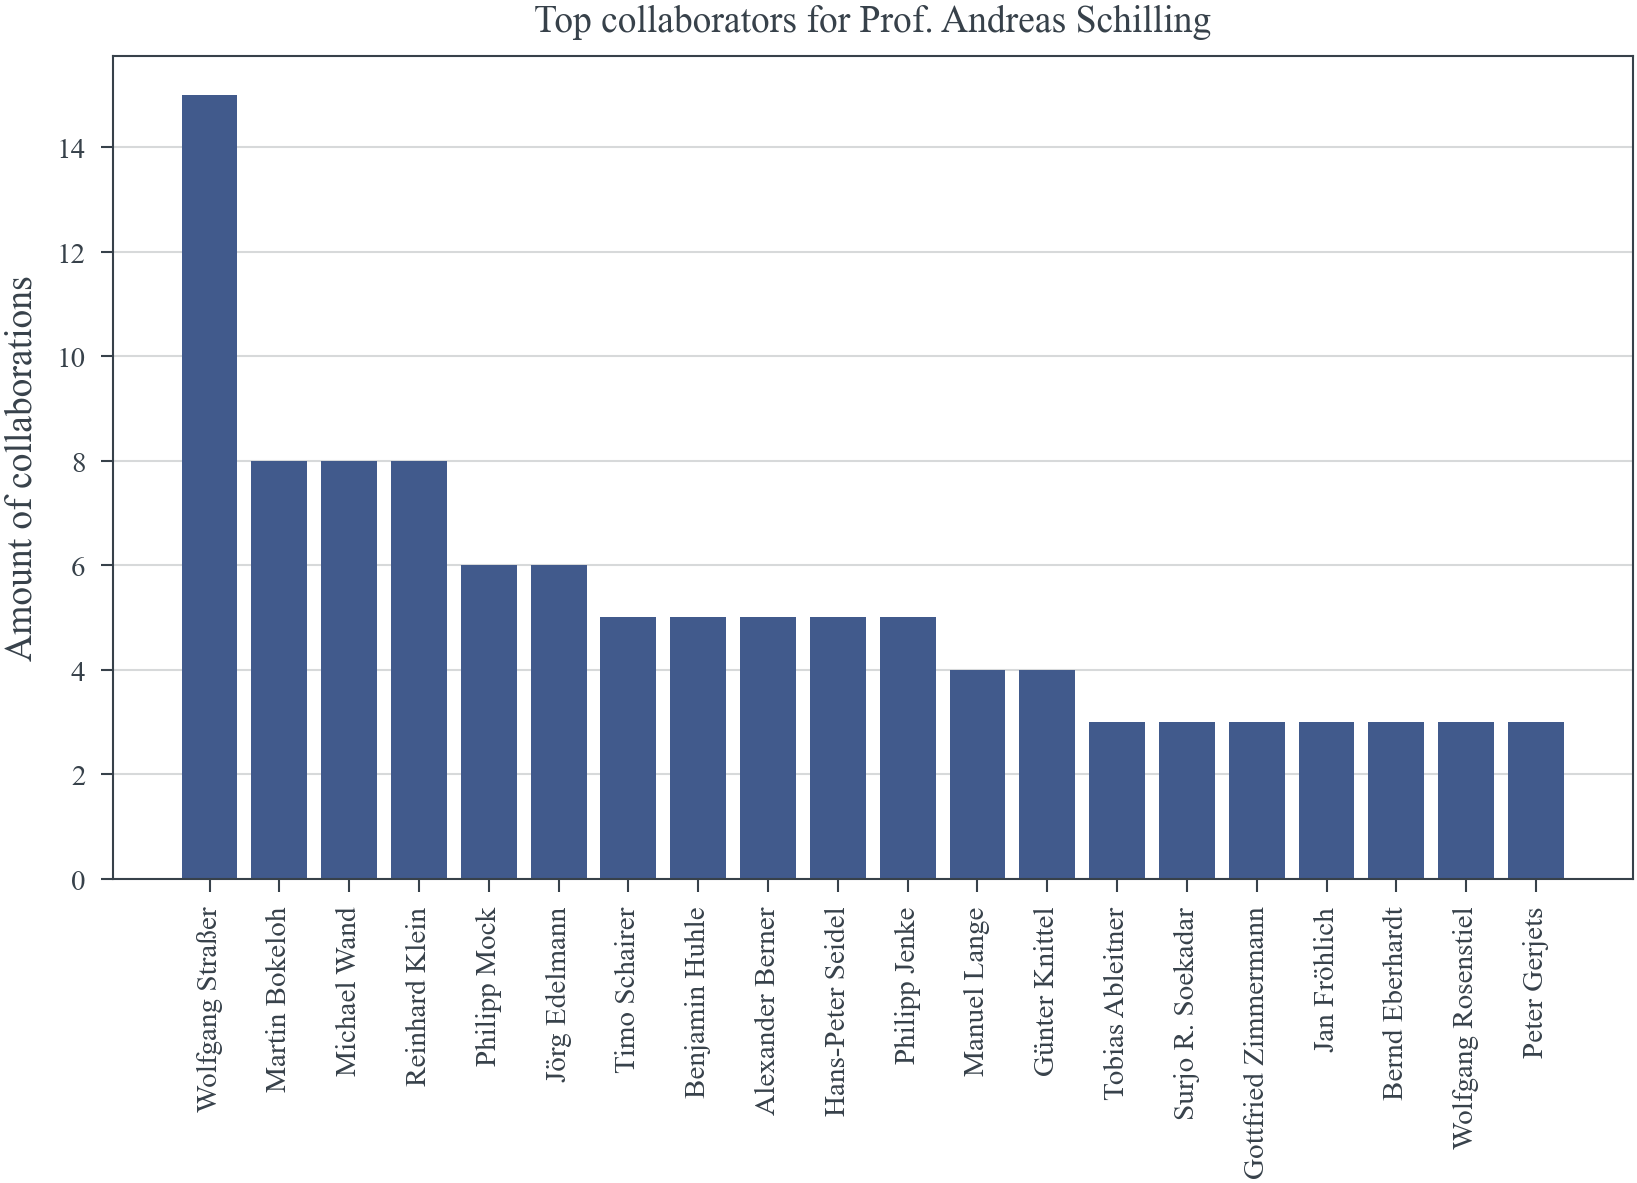 Top collaborators for Prof. Andreas Schilling
Amount of collaborations
14
12
10
8
6
4
2
0
Wolfgang Straßer
Martin Bokeloh
Michael Wand
Reinhard Klein
Philipp Mock
Jörg Edelmann
Timo Schairer
Benjamin Huhle
Alexander Berner
Hans-Peter Seidel
Philipp Jenke
Manuel Lange
Günter Knittel
Tobias Ableitner
Surjo R. Soekadar
Gottfried Zimmermann
Jan Fröhlich
Bernd Eberhardt
Wolfgang Rosenstiel
Peter Gerjets